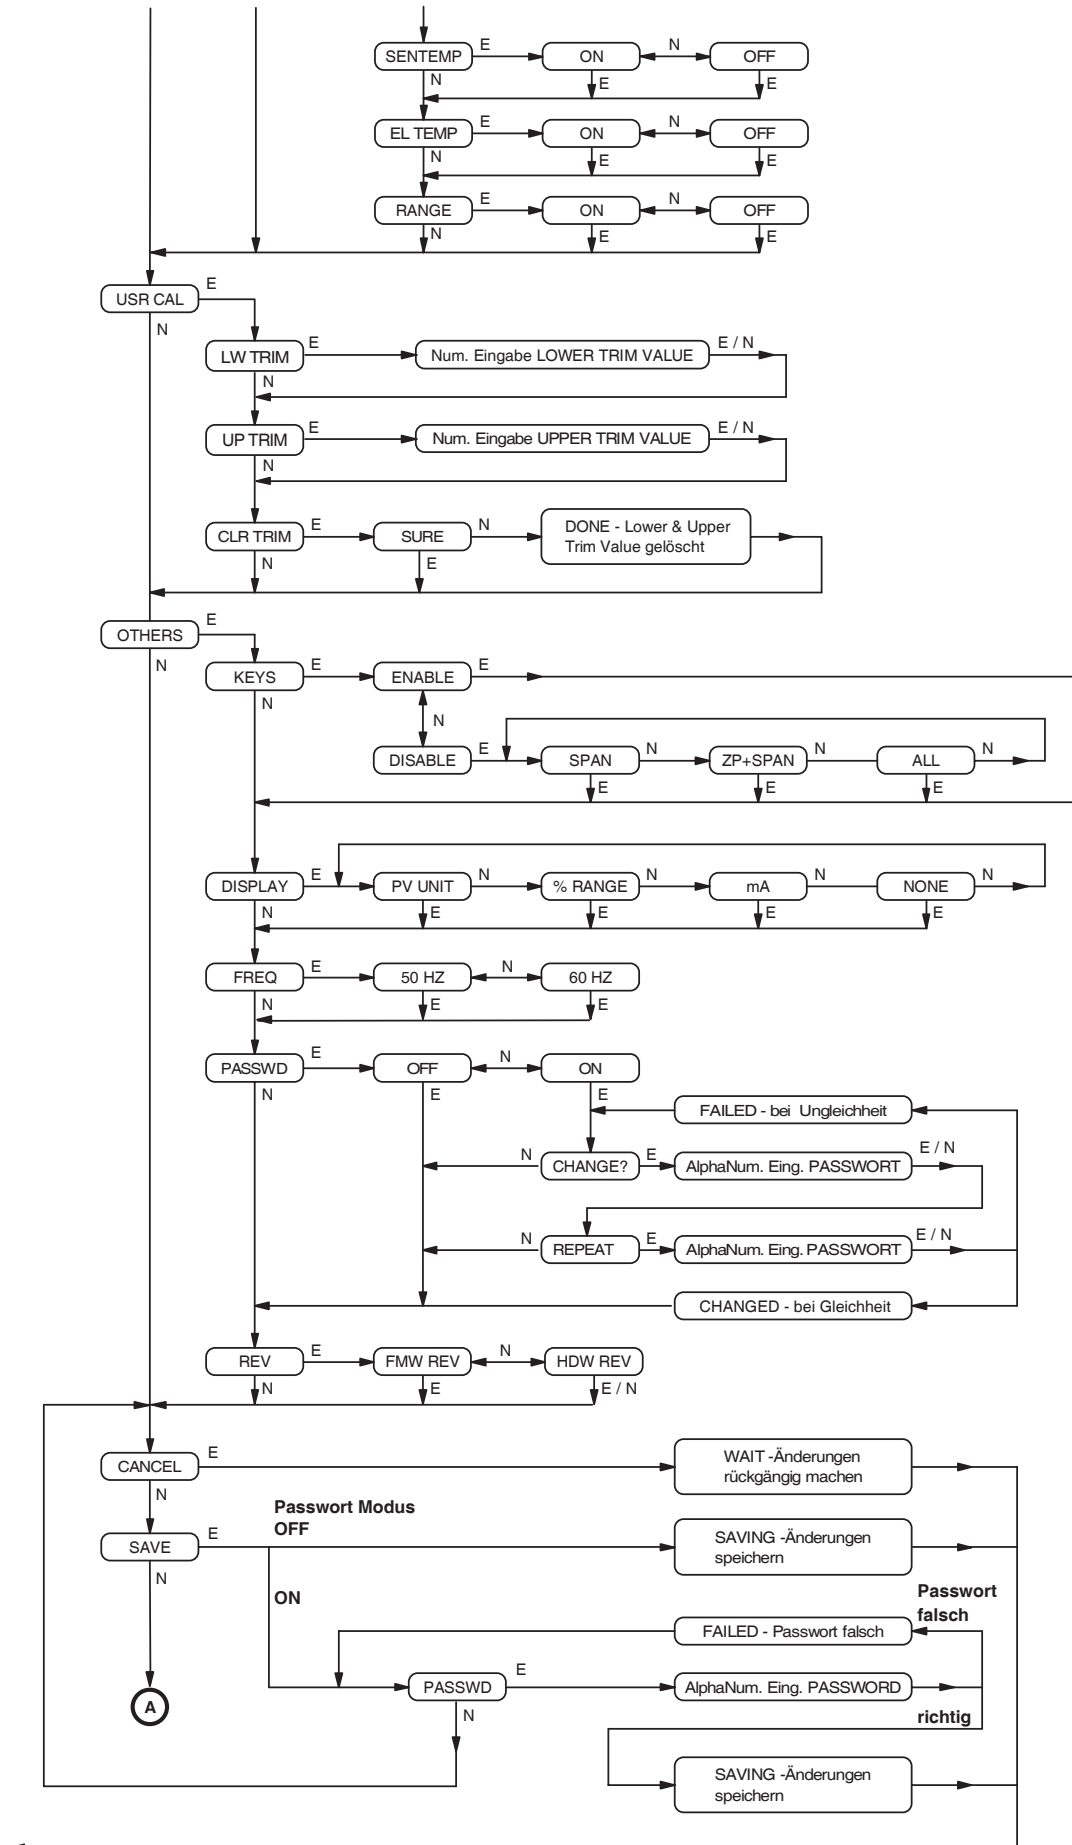 SENTEMP E ON N OFF
N E E
EL TEMP E ON N OFF
N E E
RANGE E ON N OFF
N E E
USR CAL E
N
LW TRIM E Num. Eingabe LOWER TRIM VALUE E / N
N
UP TRIM E Num. Eingabe UPPER TRIM VALUE E / N
N
CLR TRIM E SURE N DONE - Lower & Upper
Trim Value gelöscht
N E
OTHERS E
N
KEYS E ENABLE E
N
N
DISABLE E SPAN N ZP+SPAN N ALL N
E E E
DISPLAY E PV UNIT N % RANGE N mA N NONE N
N E E E E
FREQ E 50 HZ N 60 HZ
N E E
PASSWD E OFF N ON
N E E
FAILED - bei Ungleichheit
N CHANGE? E AlphaNum. Eing. PASSWORT E / N
N REPEAT E AlphaNum. Eing. PASSWORT E / N
CHANGED - bei Gleichheit
REV E FMW REV N HDW REV
N E E / N
CANCEL E WAIT -Änderungen
rückgängig machen
N
Passwort Modus
OFF
SAVE E SAVING -Änderungen
speichern
N
ON
Passwort
falsch
FAILED - Passwort falsch
PASSWD E AlphaNum. Eing. PASSWORD
A
N
richtig
SAVING -Änderungen
speichern